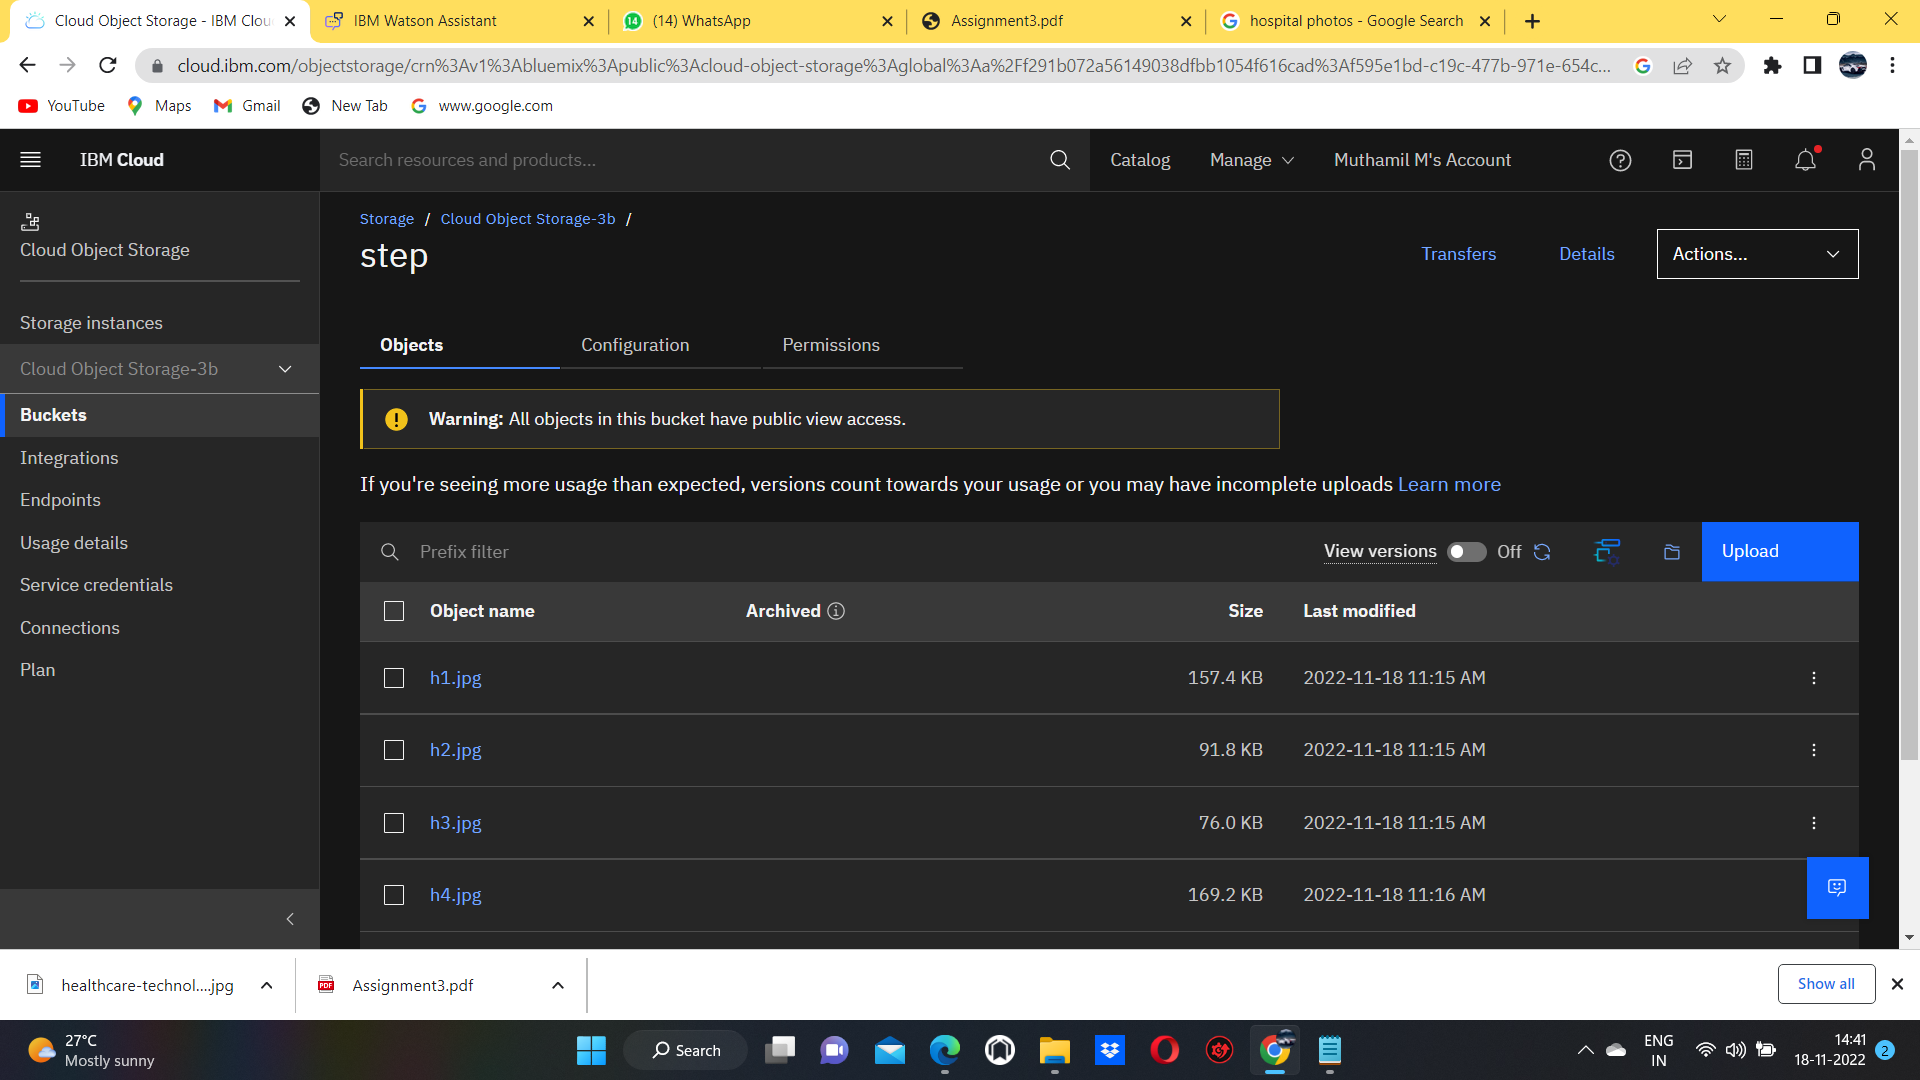 Cloud Object Storage - IBM Clou
IBM Watson Assistant
(14) WhatsApp
Assignment3.pdf
hospital photos - Google Search
cloud.ibm.com/objectstorage/crn%3Av1%3Abluemix%3Apublic%3Acloud-object-storage%3Aglobal%3Aa%2Ff291b072a56149038dfbb1054f616cad%3Af595e1bd-c19c-477b-971e-654c...
YouTube
Maps
Gmail
New Tab
www.google.com
IBM Cloud
Search resources and products...
Catalog
Manage
Muthamil M's Account
Cloud Object Storage
Storage instances
Cloud Object Storage-3b
Buckets
Integrations
Endpoints
Usage details
Service credentials
Connections
Plan
Storage / Cloud Object Storage-3b /
step
Transfers
Details
Actions...
Objects
Configuration
Permissions
Warning: All objects in this bucket have public view access.
If you're seeing more usage than expected, versions count towards your usage or you may have incomplete uploads Learn more
Prefix filter
View versions
Off
Upload
Object name Archived Size Last modified
h1.jpg 157.4 KB 2022-11-18 11:15 AM
h2.jpg 91.8 KB 2022-11-18 11:15 AM
h3.jpg 76.0 KB 2022-11-18 11:15 AM
h4.jpg 169.2 KB 2022-11-18 11:16 AM
healthcare-technol....jpg
PDF
Assignment3.pdf
Show all
27°C
Mostly sunny
Search
ENG
IN
14:41
18-11-2022
2